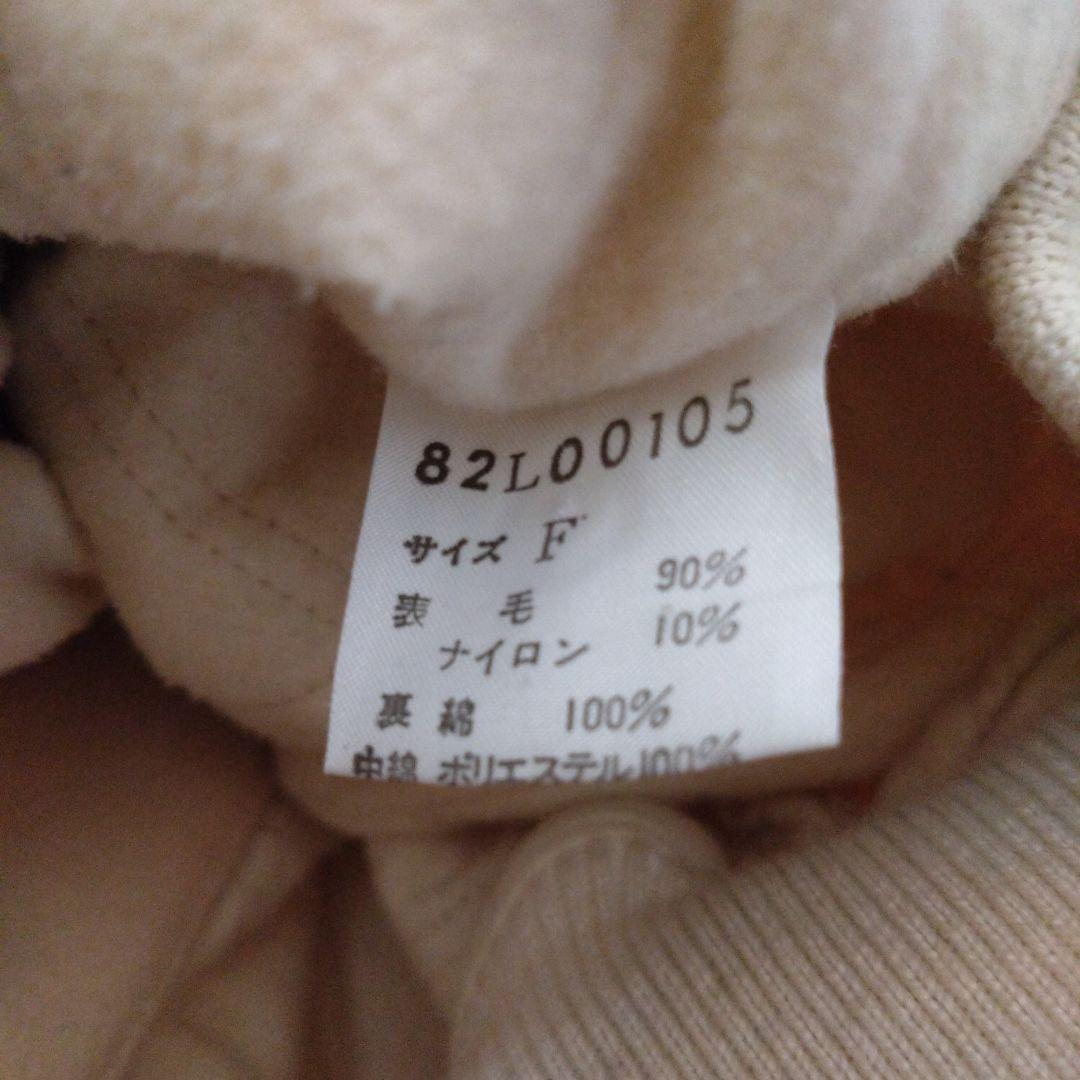 82L00105
サイズ F
表 毛 90%
ナイロン 10%
裏 綿 100%
中綿 ポリエステル100%